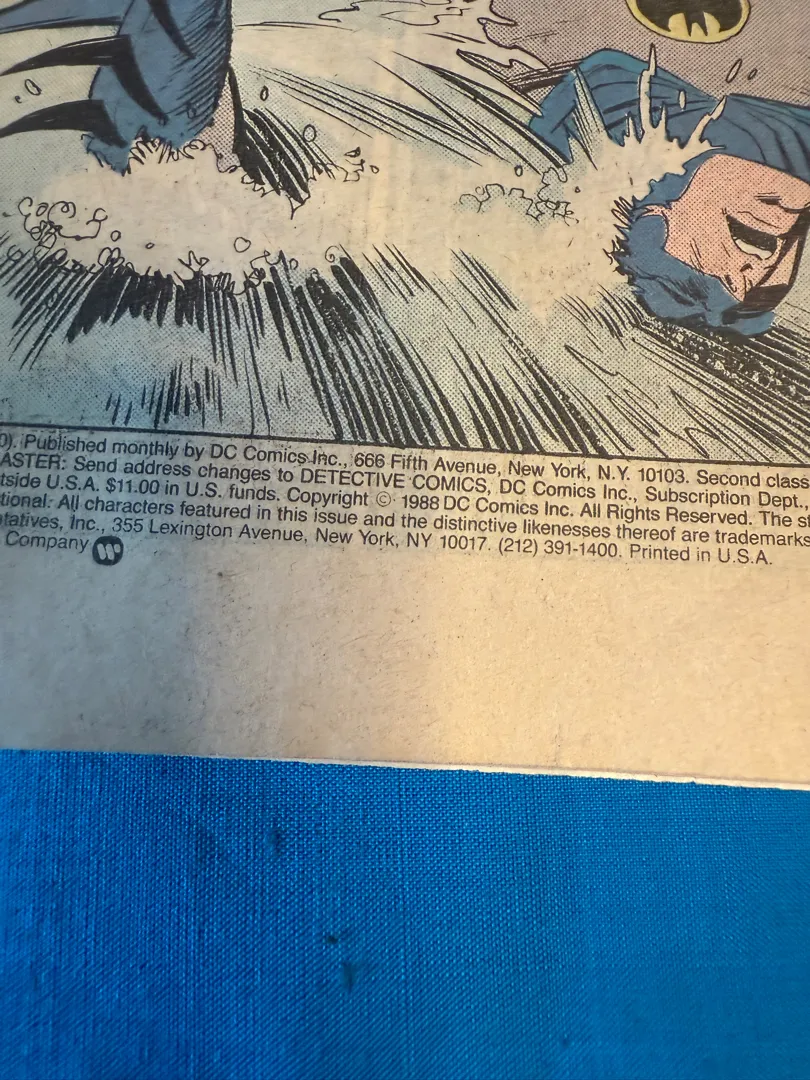 0). Published monthly by DC Comics Inc., 666 Fifth Avenue, New York, N.Y. 10103. Second class
ASTER: Send address changes to DETECTIVE COMICS, DC Comics Inc., Subscription Dept.,
tside U.S.A. $11.00 in U.S. funds. Copyright © 1988 DC Comics Inc. All Rights Reserved. The s
tional. All characters featured in this issue and the distinctive likenesses thereof are trademarks
ntatives, Inc., 355 Lexington Avenue, New York, NY 10017. (212) 391-1400. Printed in U.S.A.
Company